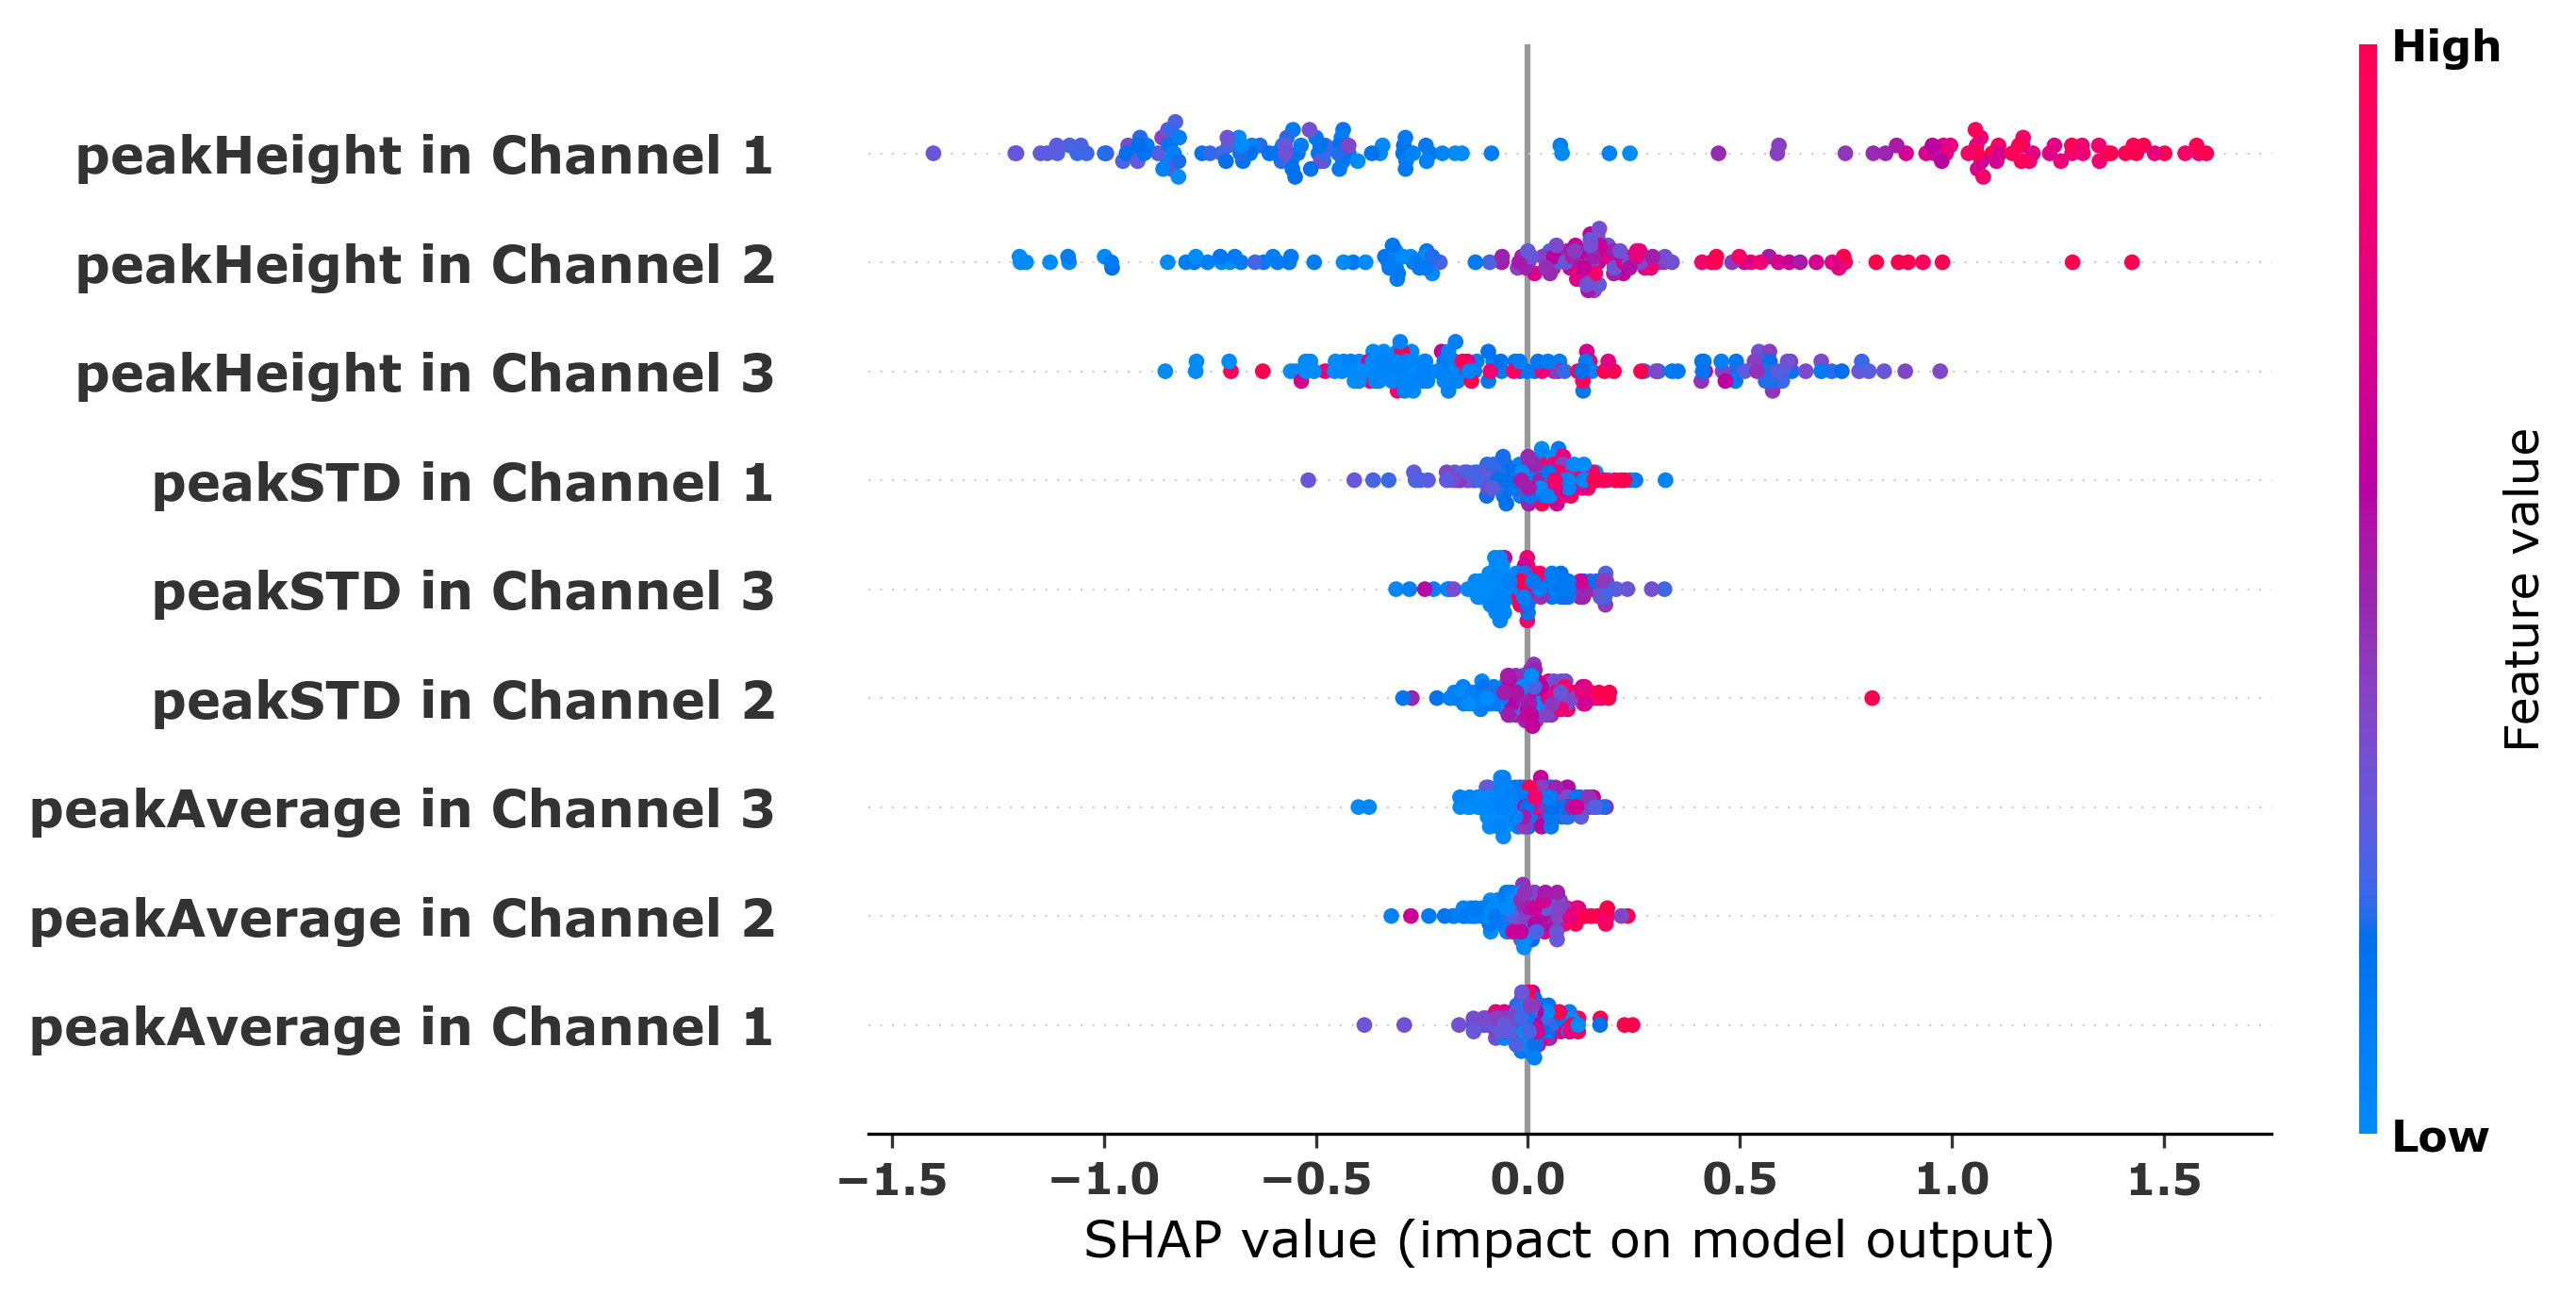 High
peakHeight in Channel 1
peakHeight in Channel 2
peakHeight in Channel 3
peakSTD in Channel 1
peakSTD in Channel 3
peakSTD in Channel 2
peakAverage in Channel 3
peakAverage in Channel 2
peakAverage in Channel 1
Feature value
Low
−1.5 −1.0 −0.5 0.0 0.5 1.0 1.5
SHAP value (impact on model output)